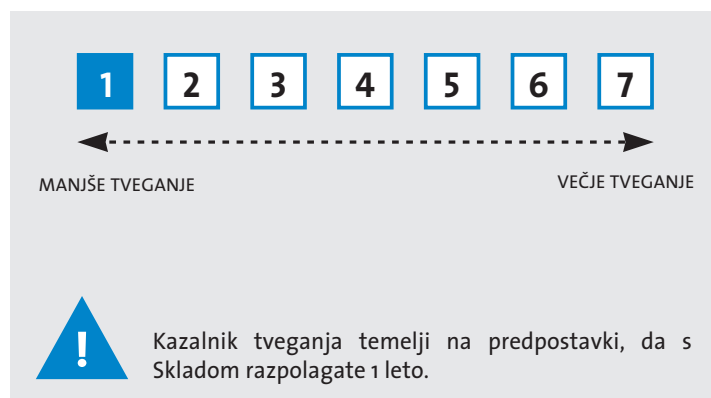 1 2 3 4 5 6 7
MANJŠE TVEGANJE VEČJE TVEGANJE
! Kazalnik tveganja temelji na predpostavki, da s
Skladom razpolagate 1 leto.